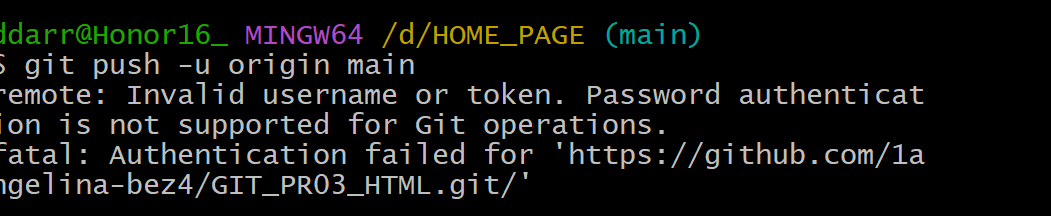 ddarr@Honor16_ MINGW64 /d/HOME_PAGE (main)
$ git push -u origin main
remote: Invalid username or token. Password authenticat
ion is not supported for Git operations.
fatal: Authentication failed for 'https://github.com/1a
ngelina-bez4/GIT_PRO3_HTML.git/'